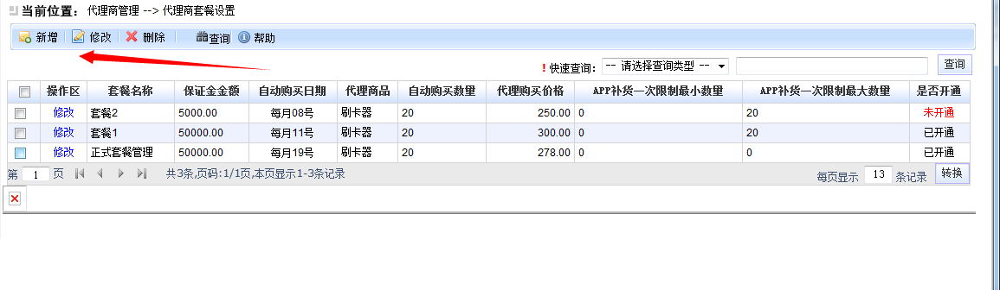 当前位置： 代理商管理 --> 代理商套餐设置
新增 修改 删除 查询 帮助
! 快速查询： -- 请选择查询类型 -- 查询
操作区 套餐名称 保证金金额 自动购买日期 代理商品 自动购买数量 代理购买价格 APP补货一次限制最小数量 APP补货一次限制最大数量 是否开通
修改 套餐2 5000.00 每月08号 刷卡器 20 250.00 0 20 未开通
修改 套餐1 50000.00 每月11号 刷卡器 20 300.00 0 20 已开通
修改 正式套餐管理 50000.00 每月19号 刷卡器 20 278.00 0 0 已开通
第 1 页 共3条,页码:1/1页,本页显示1-3条记录 每页显示 13 条记录 转换